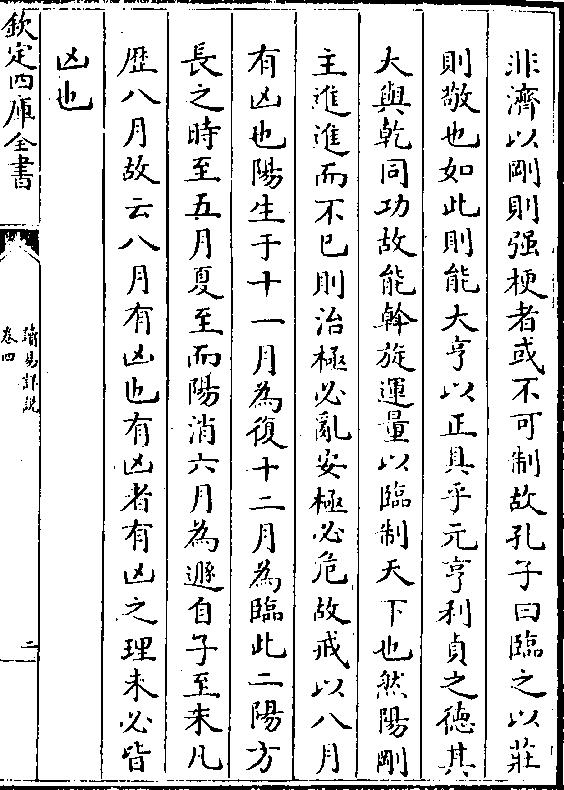 非濟以剛則强梗者或不可制故孔子曰臨之以莊
則敬也如此則能大亨以正具乎元亨利貞之德其
大與乾同功故能斡旋運量以臨制天下也然陽剛
主進進而不已則治極必亂安極必危故戒以八月
有凶也陽生于十一月為復十二月為臨此二陽方
長之時至五月夏至而陽消六月為遯自子至未凡
歴八月故云八月有凶也有凶者有凶之理未必皆
凶也
欽定四庫全書
讀易詳説
卷四
二